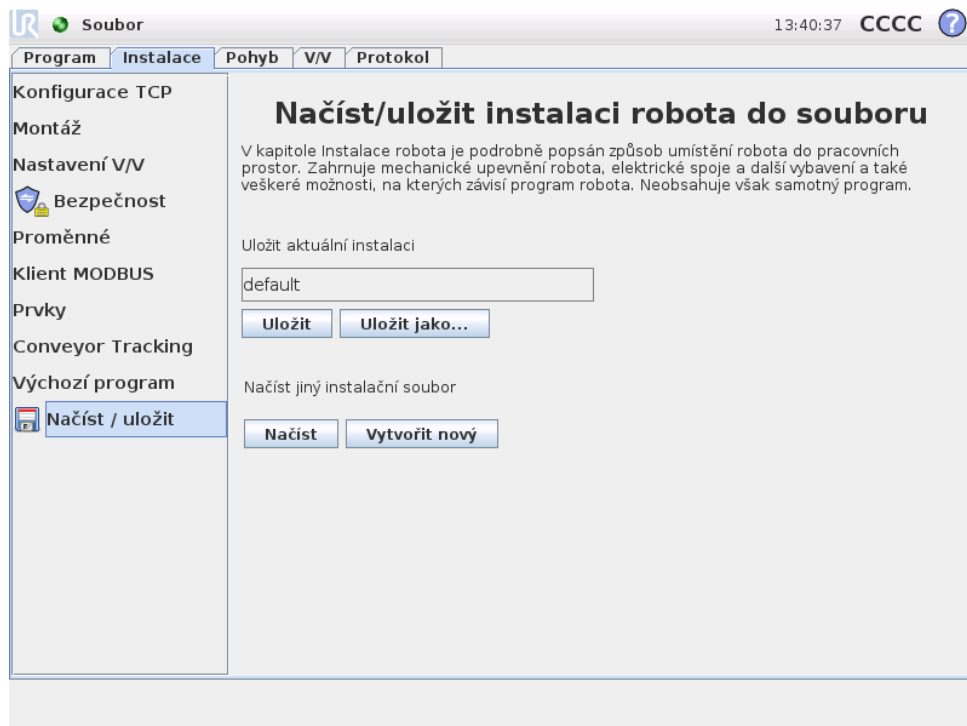 UR Soubor 13:40:37 CCCC ?
Program Instalace Pohyb V/V Protokol
Konfigurace TCP
Montáž
Nastavení V/V
Bezpečnost
Proměnné
Klient MODBUS
Prvky
Conveyor Tracking
Výchozí program
Načíst / uložit
Načíst/uložit instalaci robota do souboru
V kapitole Instalace robota je podrobně popsán způsob umístění robota do pracovních
prostor. Zahrnuje mechanické upevnění robota, elektrické spoje a další vybavení a také
veškeré možnosti, na kterých závisí program robota. Neobsahuje však samotný program.
Uložit aktuální instalaci
default
Uložit Uložit jako...
Načíst jiný instalační soubor
Načíst Vytvořit nový